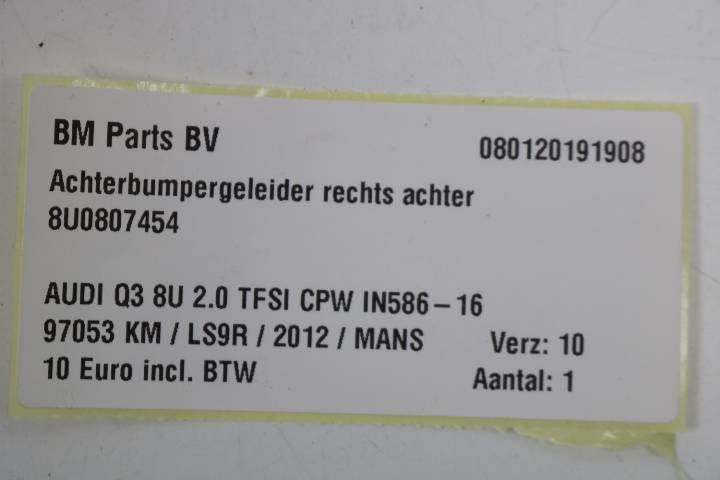 BM Parts BV 080120191908
Achterbumpergeleider rechts achter
8U0807454
AUDI Q3 8U 2.0 TFSI CPW IN586-16
97053 KM / LS9R / 2012 / MANS Verz: 10
10 Euro incl. BTW Aantal: 1